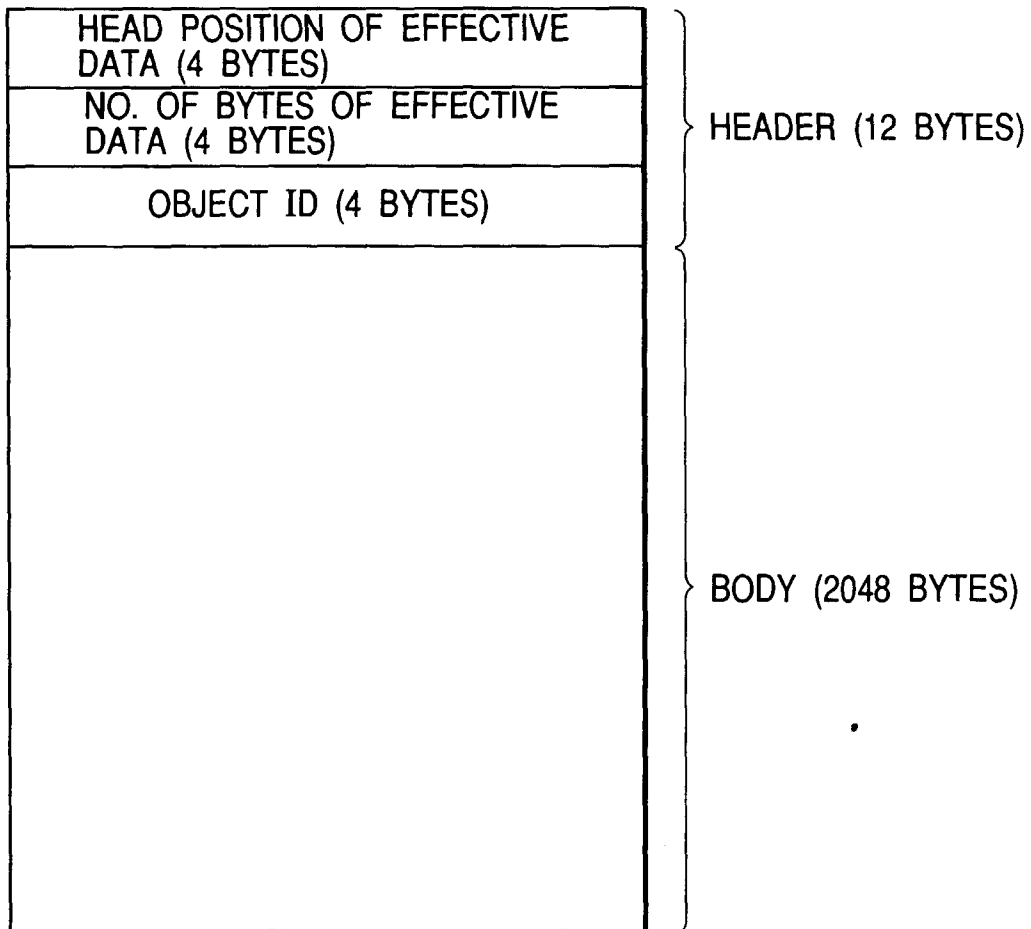 HEAD POSITION OF EFFECTIVE
DATA (4 BYTES)
NO. OF BYTES OF EFFECTIVE
DATA (4 BYTES)
HEADER (12 BYTES)
OBJECT ID (4 BYTES)
BODY (2048 BYTES)